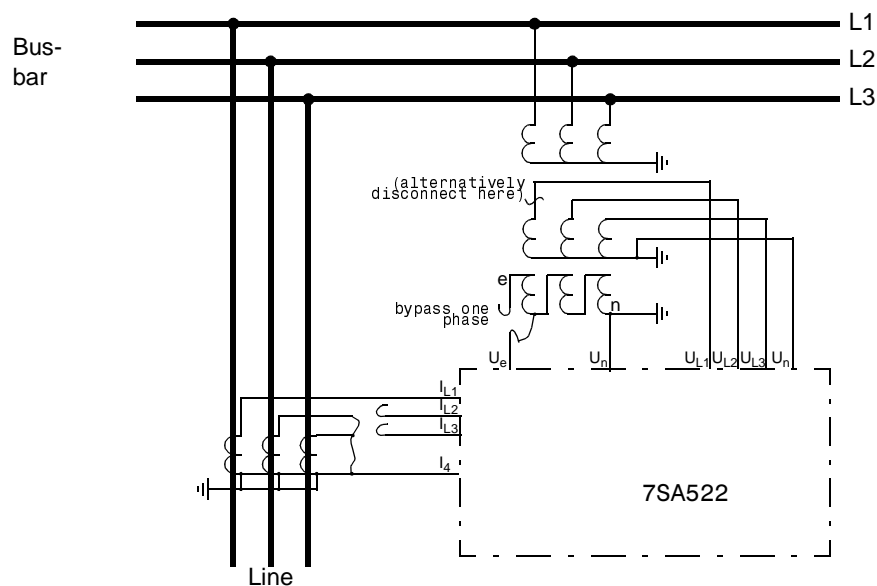 L1
Bus-
bar
L2
L3
(alternatively
disconnect here)
e
bypass one
phase
n
Ue
Un
UL1
UL2
UL3
Un
IL1
IL2
IL3
I4
7SA522
Line